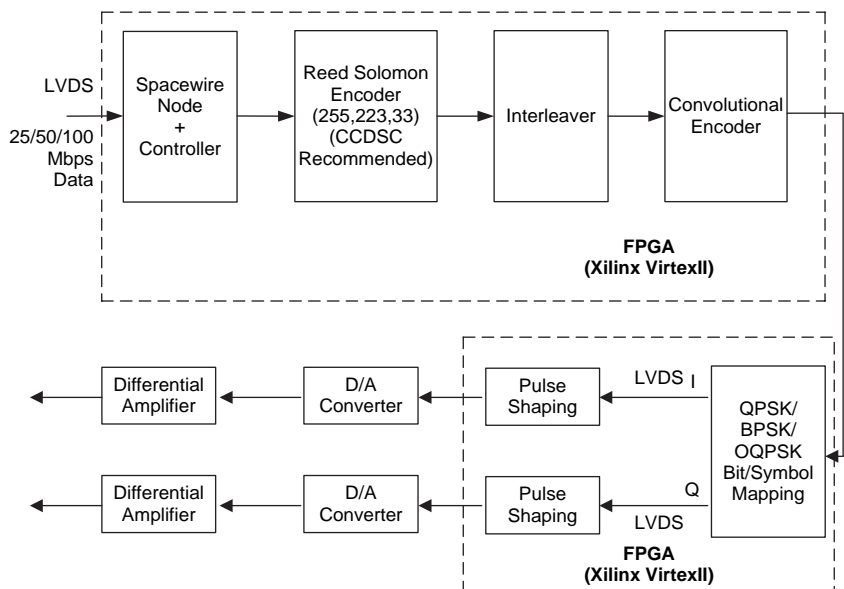 LVDS
25/50/100
Mbps
Data
Spacewire
Node
+
Controller
Reed Solomon
Encoder
(255,223,33)
(CCDSC
Recommended)
Interleaver
Convolutional
Encoder
FPGA
(Xilinx VirtexII)
Differential
Amplifier
D/A
Converter
Pulse
Shaping
LVDS I
QPSK/
BPSK/
OQPSK
Bit/Symbol
Mapping
Differential
Amplifier
D/A
Converter
Pulse
Shaping
Q
LVDS
FPGA
(Xilinx VirtexII)